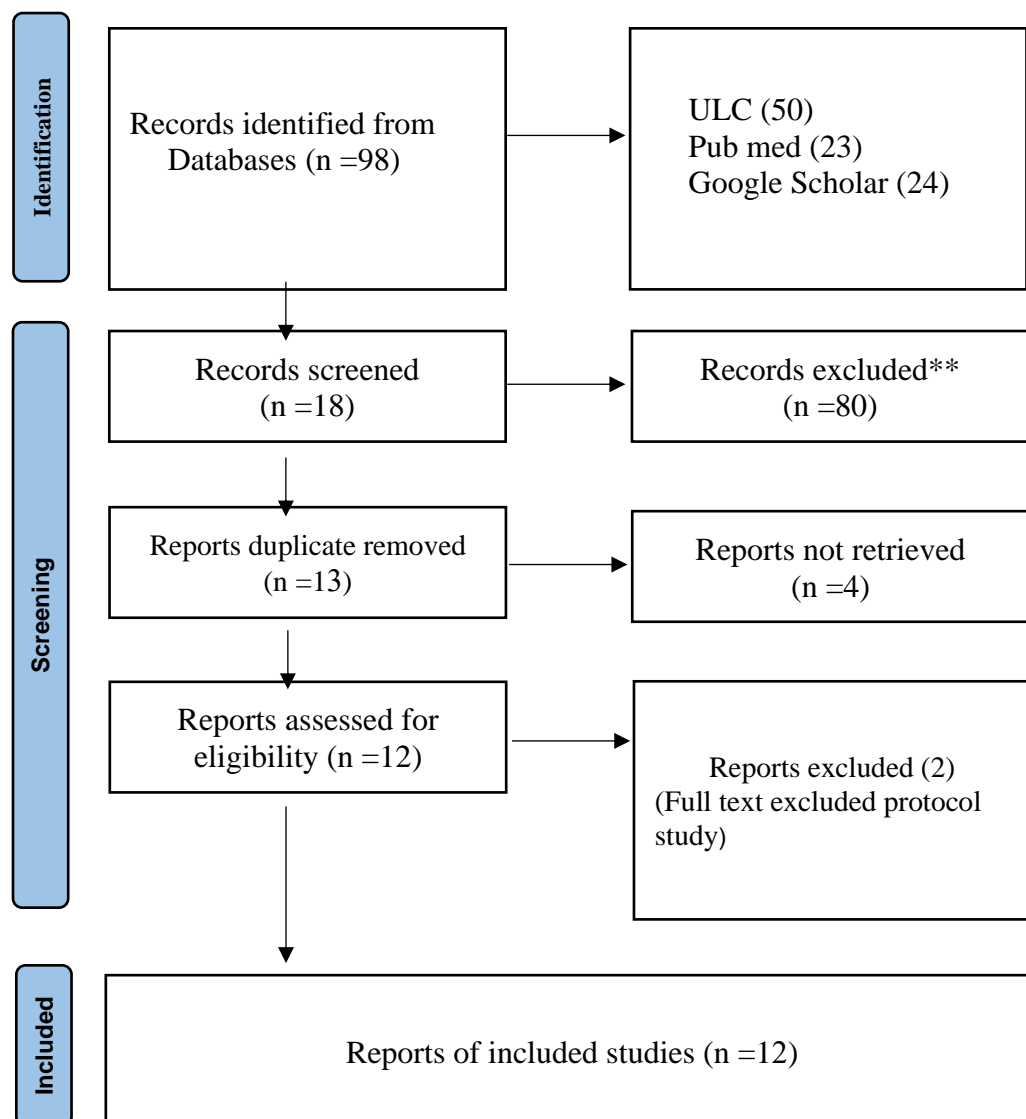 Identification
Records identified from
Databases (n =98)
ULC (50)
Pub med (23)
Google Scholar (24)
Screening
Records screened
(n =18)
Records excluded**
(n =80)
Reports duplicate removed
(n =13)
Reports not retrieved
(n =4)
Reports assessed for
eligibility (n =12)
Reports excluded (2)
(Full text excluded protocol
study)
Included
Reports of included studies (n =12)